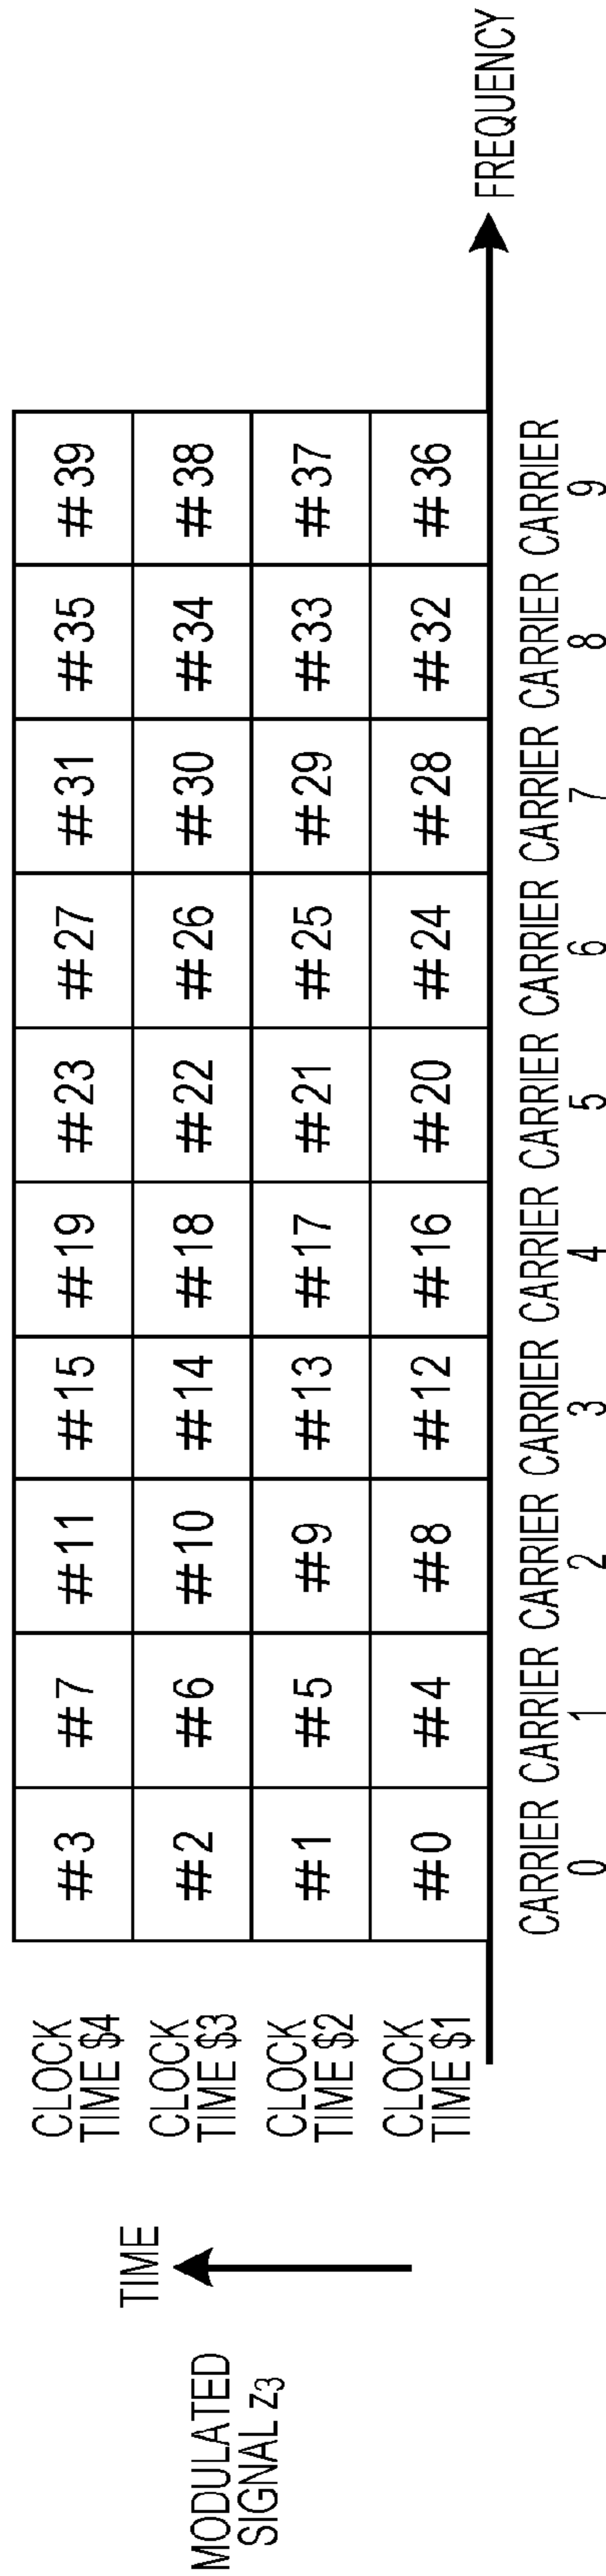 MODULATED
SIGNAL z3
TIME
CLOCK
TIME $4
#3 #7 #11 #15 #19 #23 #27 #31 #35 #39
CLOCK
TIME $3
#2 #6 #10 #14 #18 #22 #26 #30 #34 #38
CLOCK
TIME $2
#1 #5 #9 #13 #17 #21 #25 #29 #33 #37
CLOCK
TIME $1
#0 #4 #8 #12 #16 #20 #24 #28 #32 #36
FREQUENCY
CARRIER CARRIER CARRIER CARRIER CARRIER CARRIER CARRIER CARRIER CARRIER CARRIER
0 1 2 3 4 5 6 7 8 9